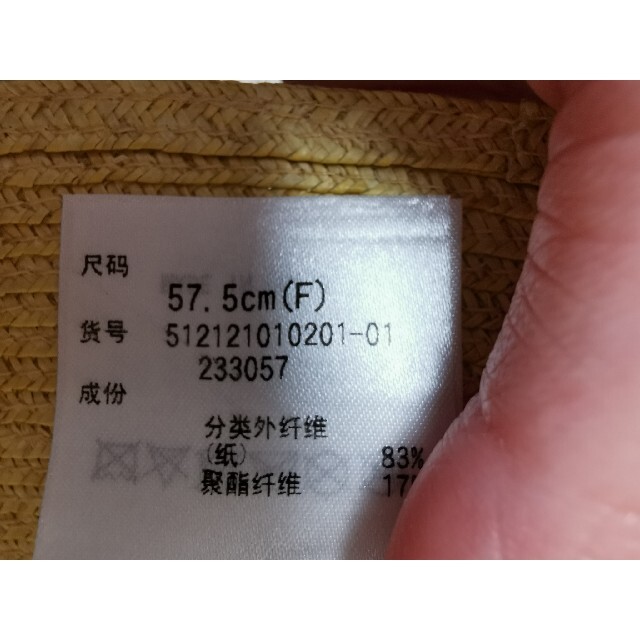 尺码
57.5cm(F)
货号
512121010201-01
233057
成份
分类外纤维
(纸) 83%
聚酯纤维 17